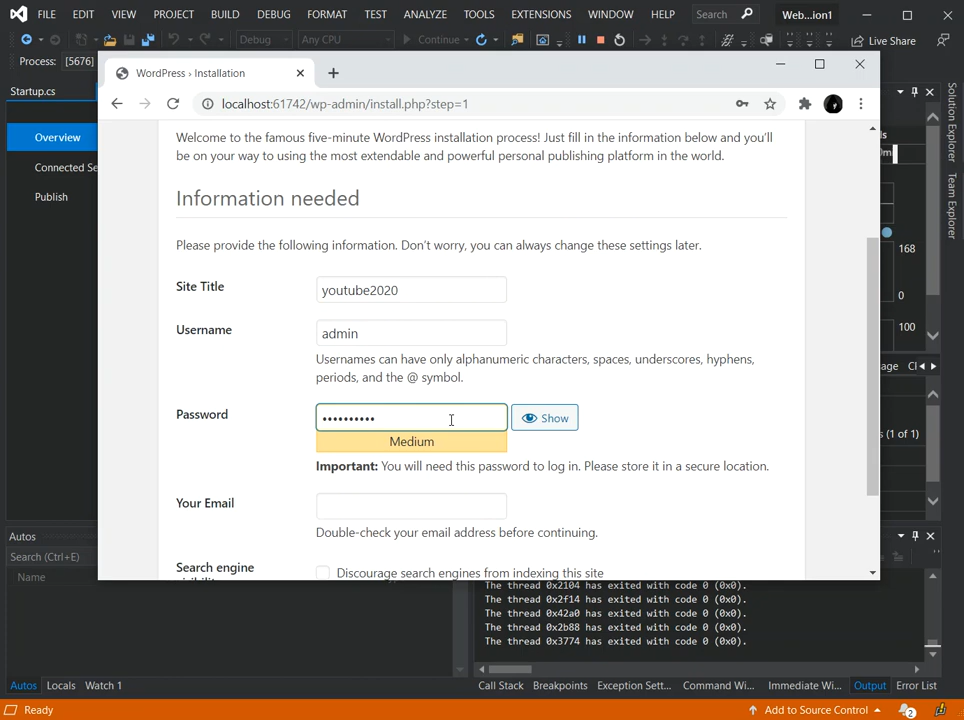 FILE EDIT VIEW PROJECT BUILD DEBUG FORMAT TEST ANALYZE TOOLS EXTENSIONS WINDOW HELP Search Web...ion1
Debug Any CPU Continue Live Share
Process: [5676]
Startup.cs
Overview
Connected Se
Publish
WordPress › Installation
localhost:61742/wp-admin/install.php?step=1
Welcome to the famous five-minute WordPress installation process! Just fill in the information below and you'll
be on your way to using the most extendable and powerful personal publishing platform in the world.
Information needed
Please provide the following information. Don't worry, you can always change these settings later.
Site Title
youtube2020
Username
admin
Usernames can have only alphanumeric characters, spaces, underscores, hyphens,
periods, and the @ symbol.
Password
••••••••••
Show
Medium
Important: You will need this password to log in. Please store it in a secure location.
Your Email
Double-check your email address before continuing.
Search engine
Discourage search engines from indexing this site
Solution Explorer
Team Explorer
168
0
100
s (1 of 1)
Autos
Search (Ctrl+E)
Name
The thread 0x2104 has exited with code 0 (0x0).
The thread 0x2f14 has exited with code 0 (0x0).
The thread 0x42a0 has exited with code 0 (0x0).
The thread 0x2b88 has exited with code 0 (0x0).
The thread 0x3774 has exited with code 0 (0x0).
Autos Locals Watch 1
Call Stack Breakpoints Exception Sett... Command Wi... Immediate Wi... Output Error List
Ready
Add to Source Control
2